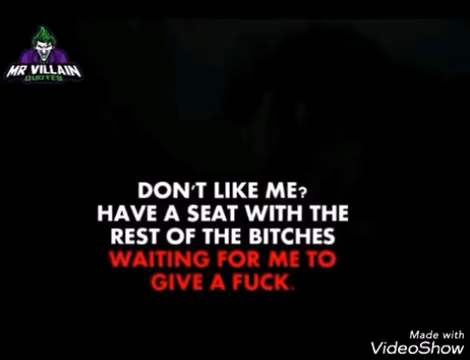 MR VILLAIN
QUOTES
DON'T LIKE ME?
HAVE A SEAT WITH THE
REST OF THE BITCHES
WAITING FOR ME TO
GIVE A FUCK.
Made with
VideoShow